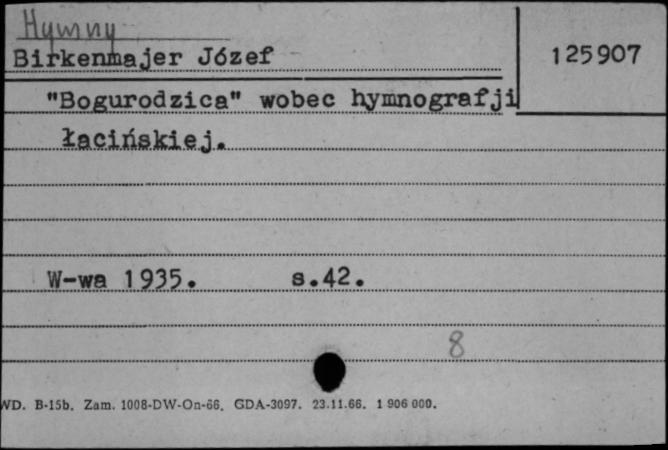 Hymny
Birkenmajer Józef
125907
"Bogurodzica" wobec hymnografji
łacińskiej.
W-wa 1935. s.42.
8
WD. B-15b. Zam. 1008-DW-On-66. GDA-3097. 23.11.66. 1 906 000.